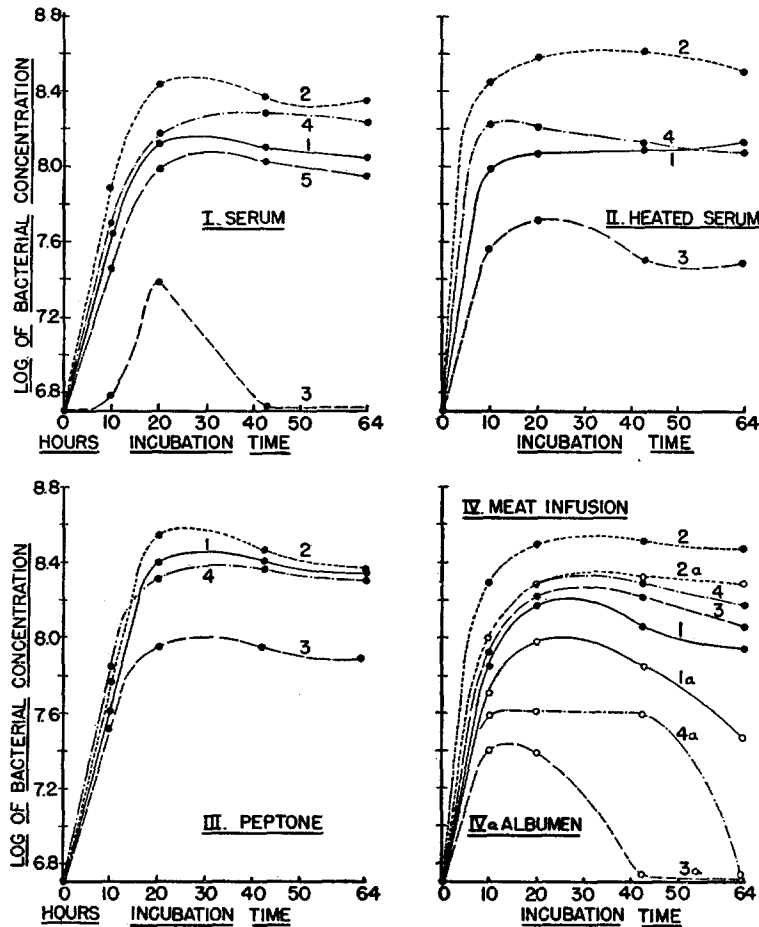 LOG OF BACTERIAL CONCENTRATION
8.8
8.4
8.0
7.6
7.2
6.8
2
4
1
5
3
I. SERUM
0 10 20 30 40 50 64
HOURS INCUBATION TIME
2
4
1
3
II. HEATED SERUM
0 10 20 30 40 50 64
INCUBATION TIME
LOG OF BACTERIAL CONCENTRATION
8.8
8.4
8.0
7.6
7.2
6.8
1
2
4
3
III. PEPTONE
0 10 20 30 40 50 64
HOURS INCUBATION TIME
IV. MEAT INFUSION
2
2a
4
3
1
1a
4a
IVa ALBUMEN
3a
0 10 20 30 40 50 64
INCUBATION TIME